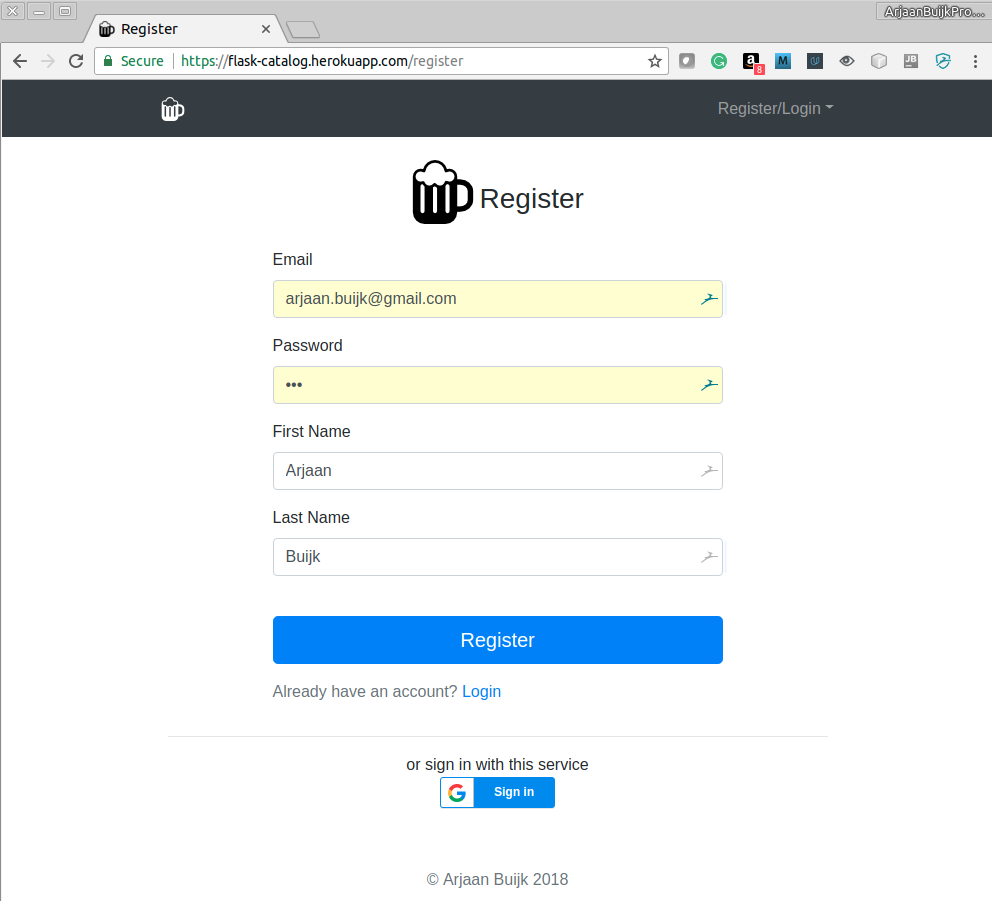 Register
ArjaanBuijkPro...
Secure https://flask-catalog.herokuapp.com/register
a 8 M JB
Register/Login
Register
Email
arjaan.buijk@gmail.com
Password
•••
First Name
Arjaan
Last Name
Buijk
Register
Already have an account? Login
or sign in with this service
G Sign in
© Arjaan Buijk 2018